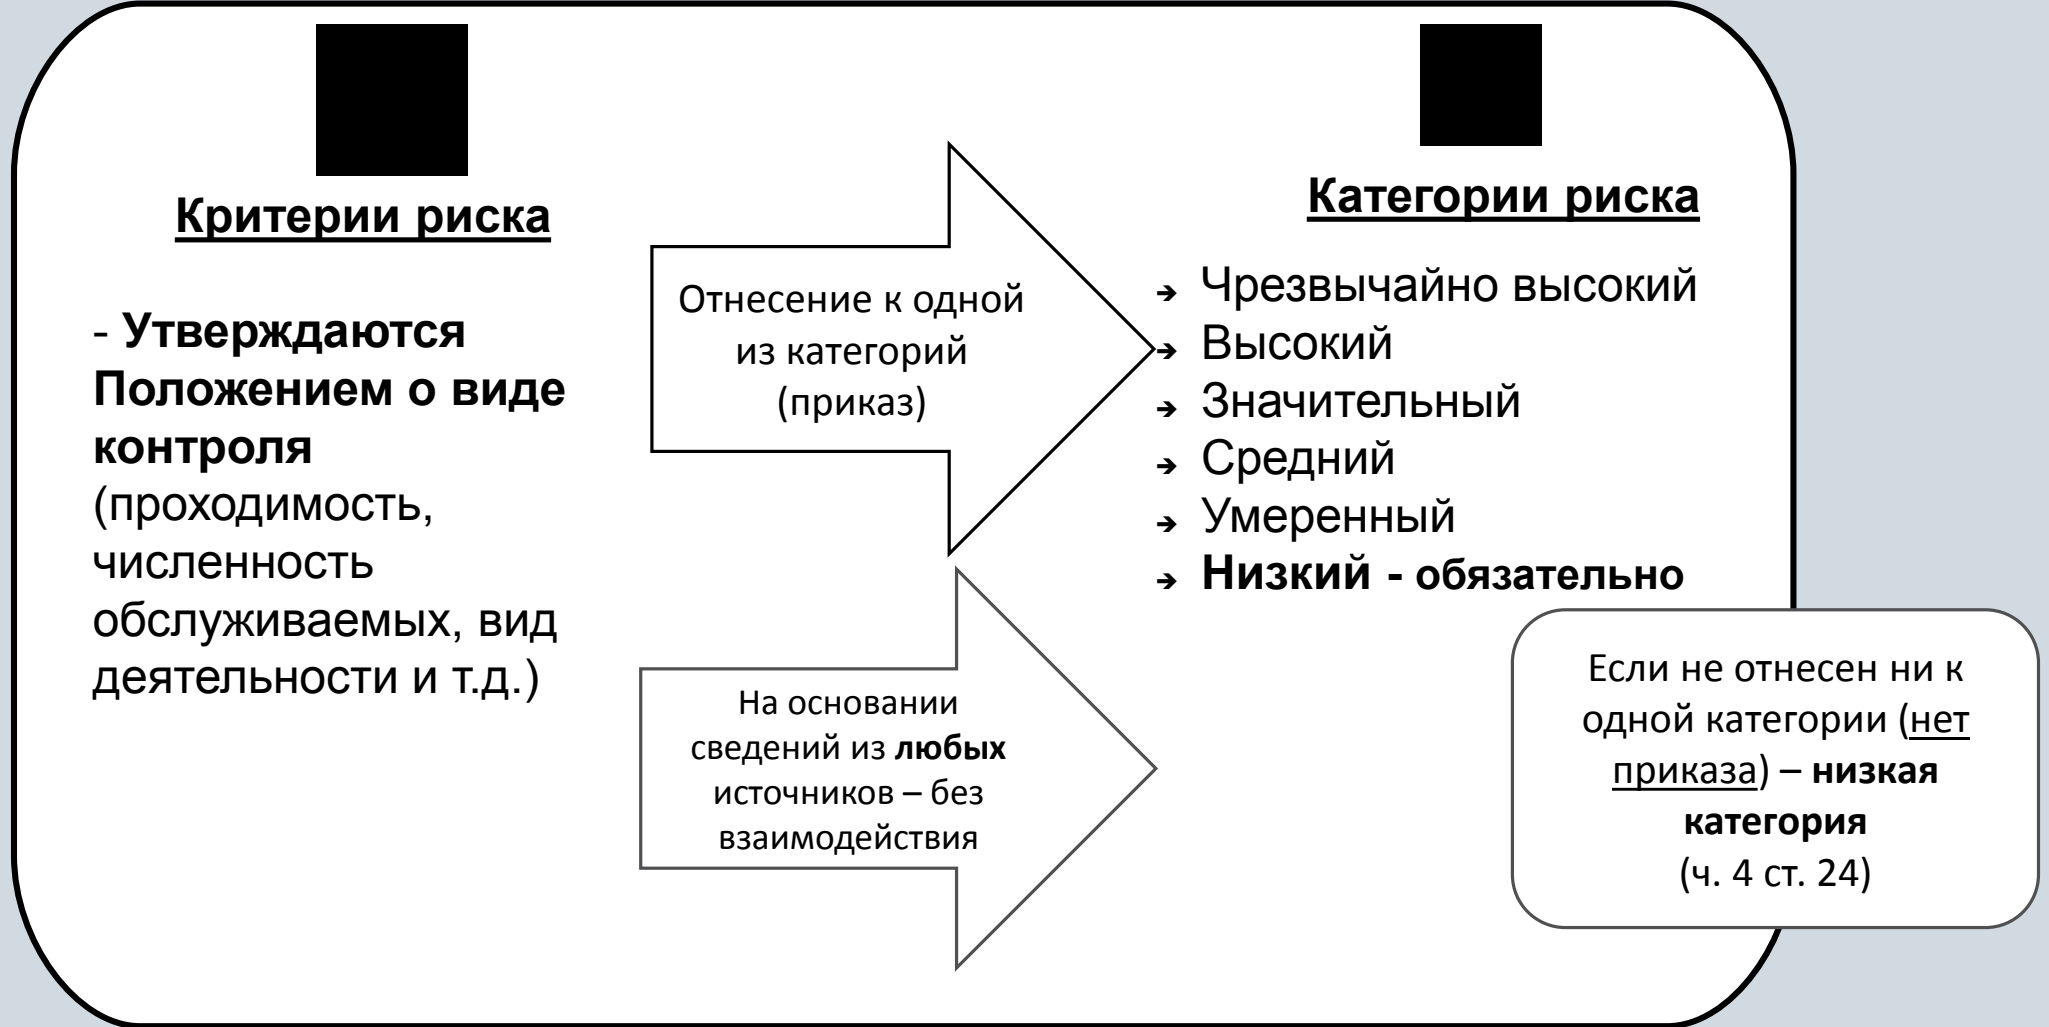 Критерии риска
- Утверждаются
Положением о виде
контроля
(проходимость,
численность
обслуживаемых, вид
деятельности и т.д.)
Отнесение к одной
из категорий
(приказ)
На основании
сведений из любых
источников – без
взаимодействия
Категории риска
Чрезвычайно высокий
Высокий
Значительный
Средний
Умеренный
Низкий - обязательно
Если не отнесен ни к
одной категории (нет
приказа) – низкая
категория
(ч. 4 ст. 24)